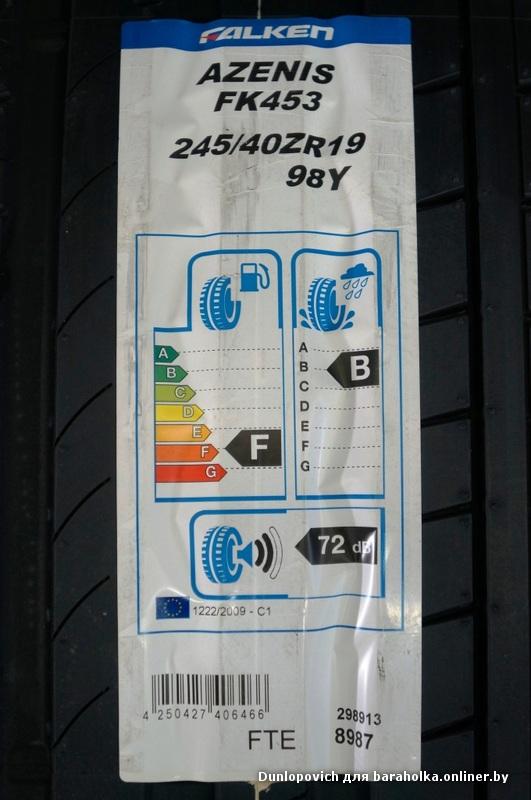 FALKEN
AZENIS
FK453
245/40ZR19
98Y
A
B
C
D
E
F
G
F
A
B
C
D
E
F
G
B
72 dB
1222/2009 - C1
4 250427 406466
298913
FTE 8987
Dunlopovich для baraholka.onliner.by